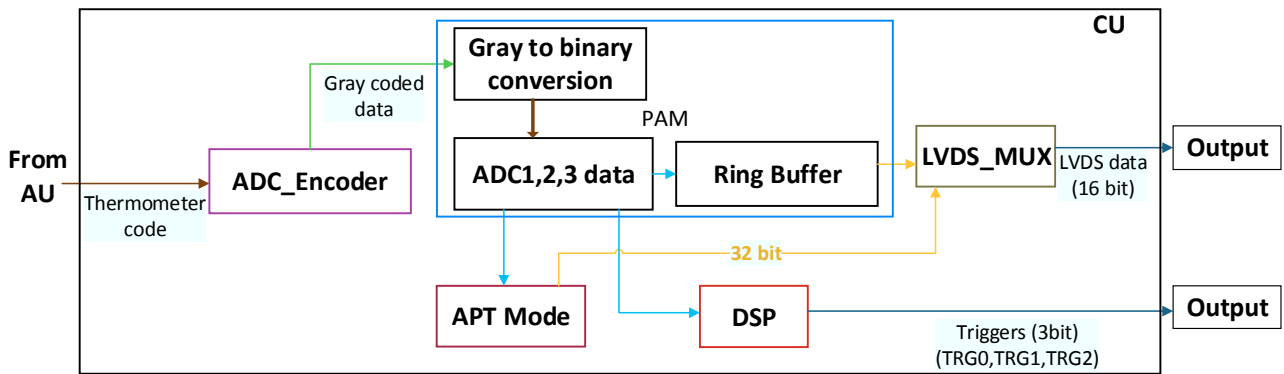 CU
Gray to binary
conversion
Gray coded
data
PAM
From
AU
Thermometer
code
ADC_Encoder
ADC1,2,3 data
Ring Buffer
LVDS_MUX
LVDS data
(16 bit)
Output
32 bit
APT Mode
DSP
Triggers (3bit)
(TRG0,TRG1,TRG2)
Output